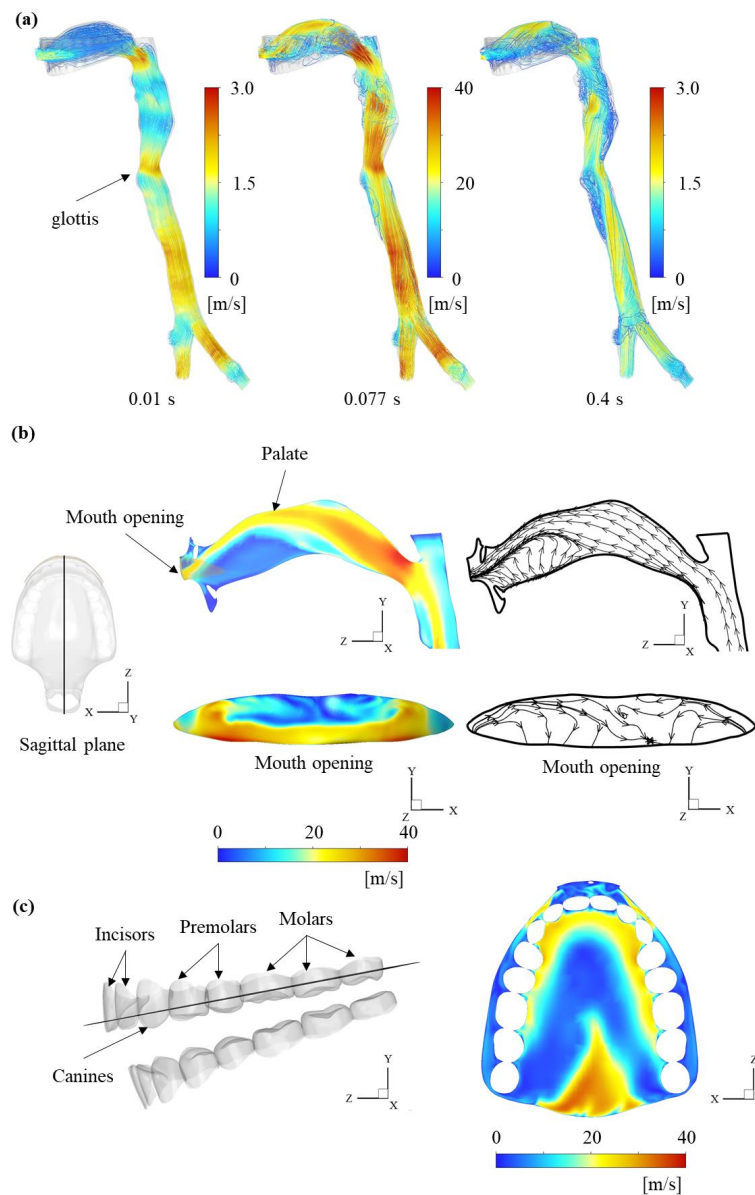 (a)
3.0
1.5
0
[m/s]
glottis
0.01 s
40
20
0
[m/s]
0.077 s
3.0
1.5
0
[m/s]
0.4 s
(b)
Palate
Mouth opening
Y
Z
X
Y
Z
X
Z
X
Y
Sagittal plane
Mouth opening
Y
Z
X
Mouth opening
Y
Z
X
0
20
40
[m/s]
(c)
Incisors
Premolars
Molars
Canines
Y
Z
X
Z
X
Y
0
20
40
[m/s]